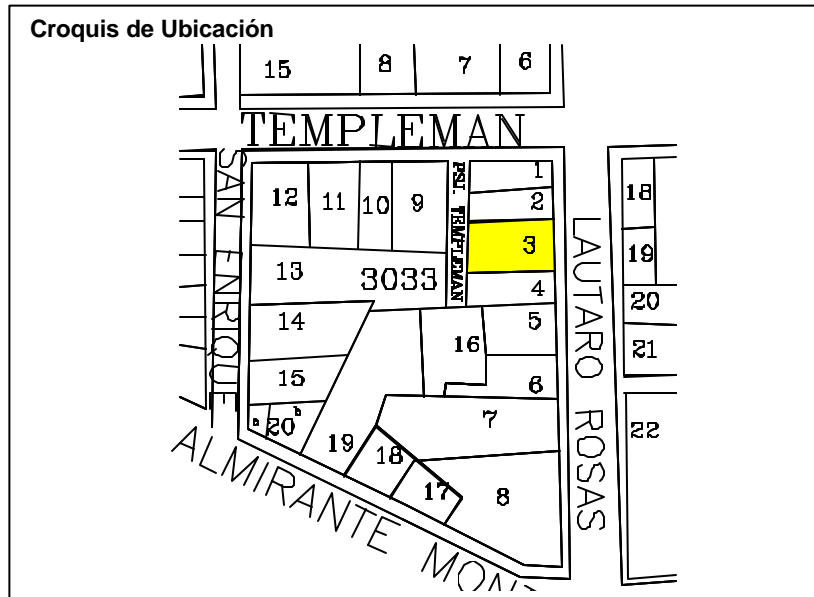 Croquis de Ubicación
15 8 7 6
TEMPLEMAN
SAN ENRIQUE
PSJ. TEMPLEMAN
LAUTARO ROSAS
12 11 10 9
1
2
3
4
13 3033
14
15
20
16
5
6
7
19 18 17 8
18
19
20
21
22
ALMIRANTE MONT